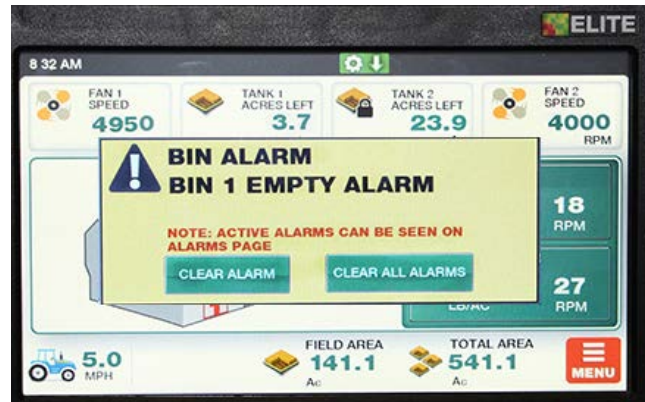 ELITE
8 32 AM
FAN 1
SPEED
4950
TANK 1
ACRES LEFT
3.7
TANK 2
ACRES LEFT
23.9
FAN 2
SPEED
4000
RPM
BIN ALARM
BIN 1 EMPTY ALARM
NOTE: ACTIVE ALARMS CAN BE SEEN ON
ALARMS PAGE
CLEAR ALARM
CLEAR ALL ALARMS
18
RPM
27
LB/AC RPM
5.0
MPH
FIELD AREA
141.1
Ac
TOTAL AREA
541.1
Ac
MENU